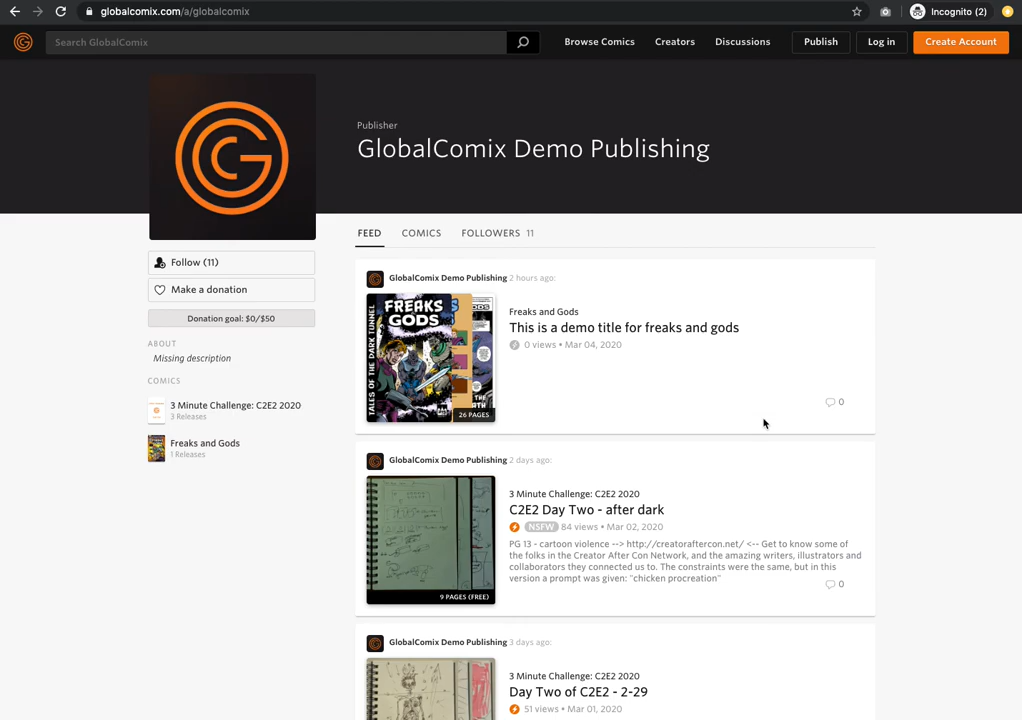 globalcomix.com/a/globalcomix
Incognito (2)
Search GlobalComix
Browse Comics
Creators
Discussions
Publish
Log in
Create Account
Publisher
GlobalComix Demo Publishing
FEED
COMICS
FOLLOWERS 11
Follow (11)
Make a donation
Donation goal: $0/$50
ABOUT
Missing description
COMICS
3 Minute Challenge: C2E2 2020
3 Releases
Freaks and Gods
1 Releases
GlobalComix Demo Publishing 2 hours ago:
TALES OF THE DARK TUNNEL
FREAKS
GODS
26 PAGES
Freaks and Gods
This is a demo title for freaks and gods
0 views • Mar 04, 2020
0
GlobalComix Demo Publishing 2 days ago:
9 PAGES (FREE)
3 Minute Challenge: C2E2 2020
C2E2 Day Two - after dark
NSFW 84 views • Mar 02, 2020
PG 13 - cartoon violence --> http://creatoraftercon.net/ <-- Get to know some of
the folks in the Creator After Con Network, and the amazing writers, illustrators and
collaborators they connected us to. The constraints were the same, but in this
version a prompt was given: "chicken procreation"
0
GlobalComix Demo Publishing 3 days ago:
3 Minute Challenge: C2E2 2020
Day Two of C2E2 - 2-29
51 views • Mar 01, 2020